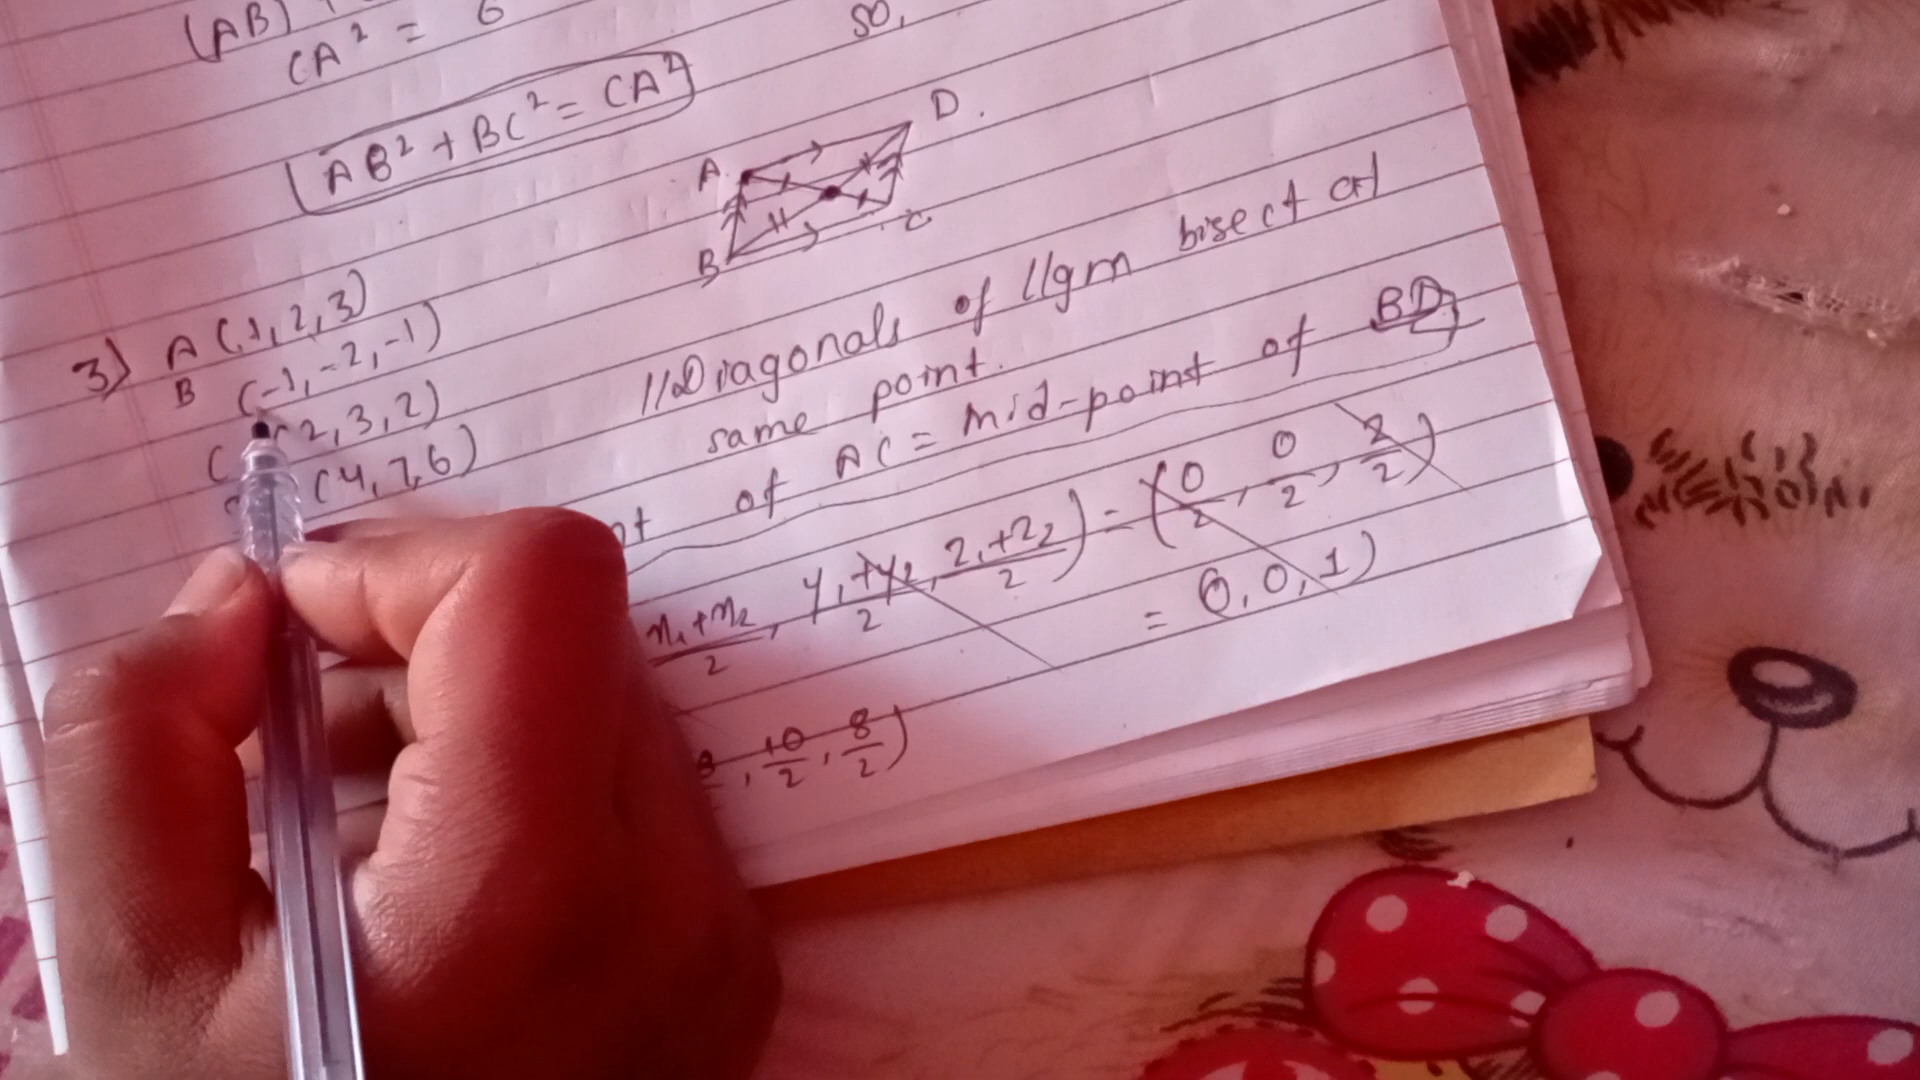 (AB)
CA² = 6
so,
AB² + BC² = CA²
A
D.
B
C
3) A (1, 2, 3)
B (-1, -2, -1)
C (2, 3, 2)
(4, 7, 6)
//Diagonals of ||gm bisect at
same point.
of AC = mid-point of BD
x₁+x₂/2, y₁+y₂/2, z₁+z₂/2) = (0/2, 0/2, 2/2)
= 0, 0, 1)
, 10/2, 8/2)